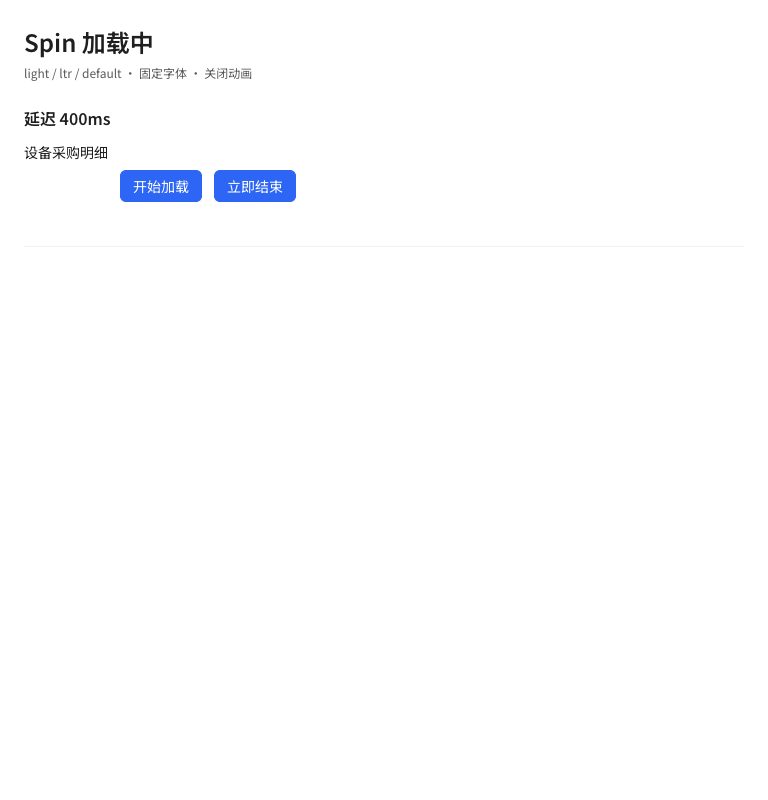 Spin 加载中
light / ltr / default · 固定字体 · 关闭动画
延迟 400ms
设备采购明细
开始加载 立即结束